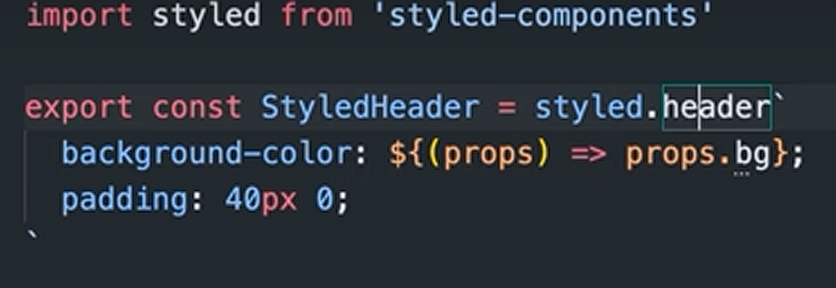 import styled from 'styled-components'
export const StyledHeader = styled.header`
background-color: ${(props) => props.bg};
padding: 40px 0;
`